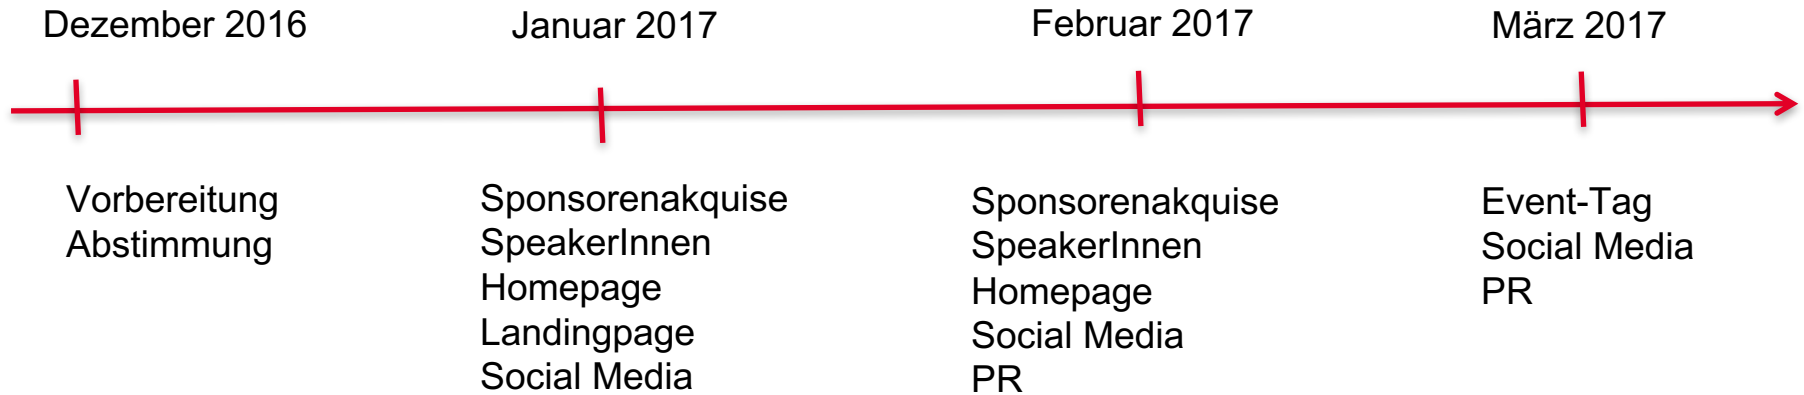 Dezember 2016
Januar 2017
Februar 2017
März 2017
Vorbereitung
Abstimmung
Sponsorenakquise
SpeakerInnen
Homepage
Landingpage
Social Media
Sponsorenakquise
SpeakerInnen
Homepage
Social Media
PR
Event-Tag
Social Media
PR